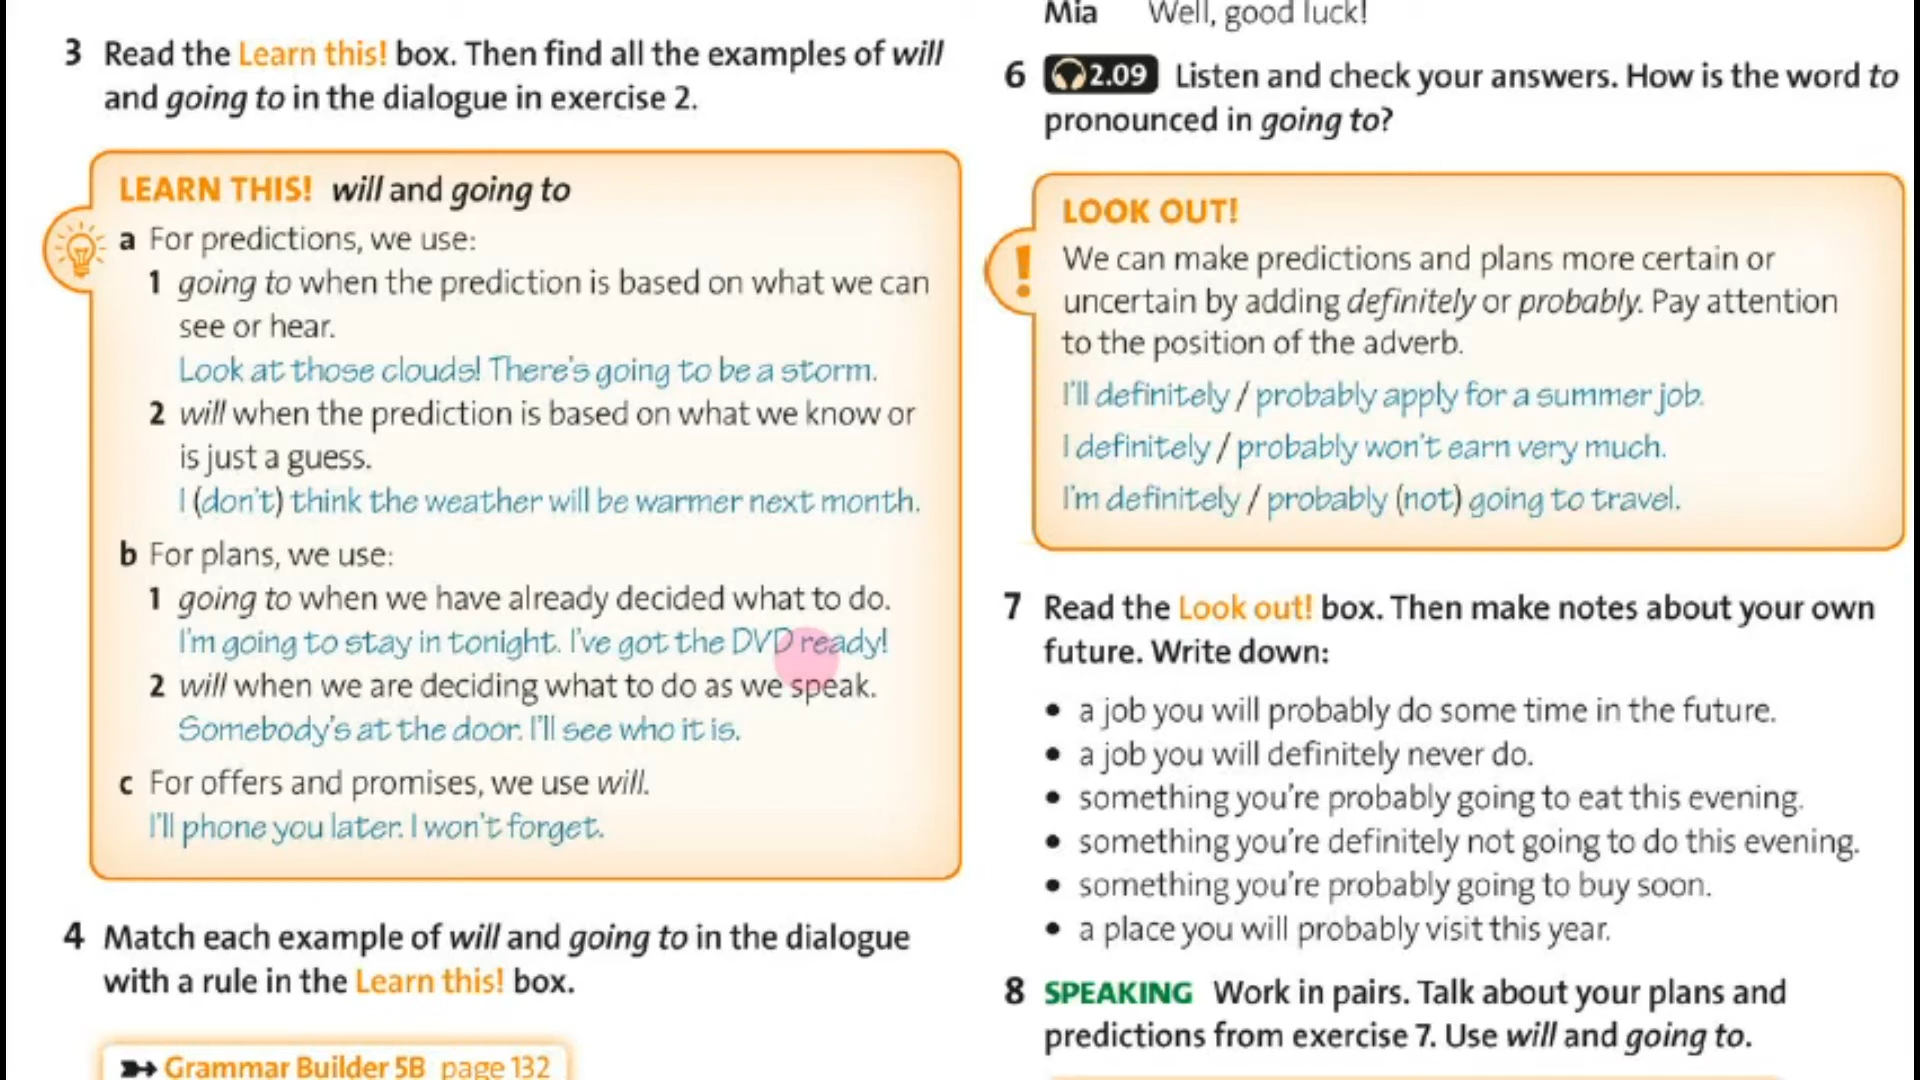 3 Read the Learn this! box. Then find all the examples of will
and going to in the dialogue in exercise 2.
LEARN THIS! will and going to
a For predictions, we use:
1 going to when the prediction is based on what we can
see or hear.
Look at those clouds! There's going to be a storm.
2 will when the prediction is based on what we know or
is just a guess.
I (don't) think the weather will be warmer next month.
b For plans, we use:
1 going to when we have already decided what to do.
I'm going to stay in tonight. I've got the DVD ready!
2 will when we are deciding what to do as we speak.
Somebody's at the door. I'll see who it is.
c For offers and promises, we use will.
I'll phone you later. I won't forget.
4 Match each example of will and going to in the dialogue
with a rule in the Learn this! box.
Grammar Builder 5B page 132
Mia Well, good luck!
6 2.09 Listen and check your answers. How is the word to
pronounced in going to?
LOOK OUT!
We can make predictions and plans more certain or
uncertain by adding definitely or probably. Pay attention
to the position of the adverb.
I'll definitely / probably apply for a summer job.
I definitely / probably won't earn very much.
I'm definitely / probably (not) going to travel.
7 Read the Look out! box. Then make notes about your own
future. Write down:
• a job you will probably do some time in the future.
• a job you will definitely never do.
• something you're probably going to eat this evening.
• something you're definitely not going to do this evening.
• something you're probably going to buy soon.
• a place you will probably visit this year.
8 SPEAKING Work in pairs. Talk about your plans and
predictions from exercise 7. Use will and going to.